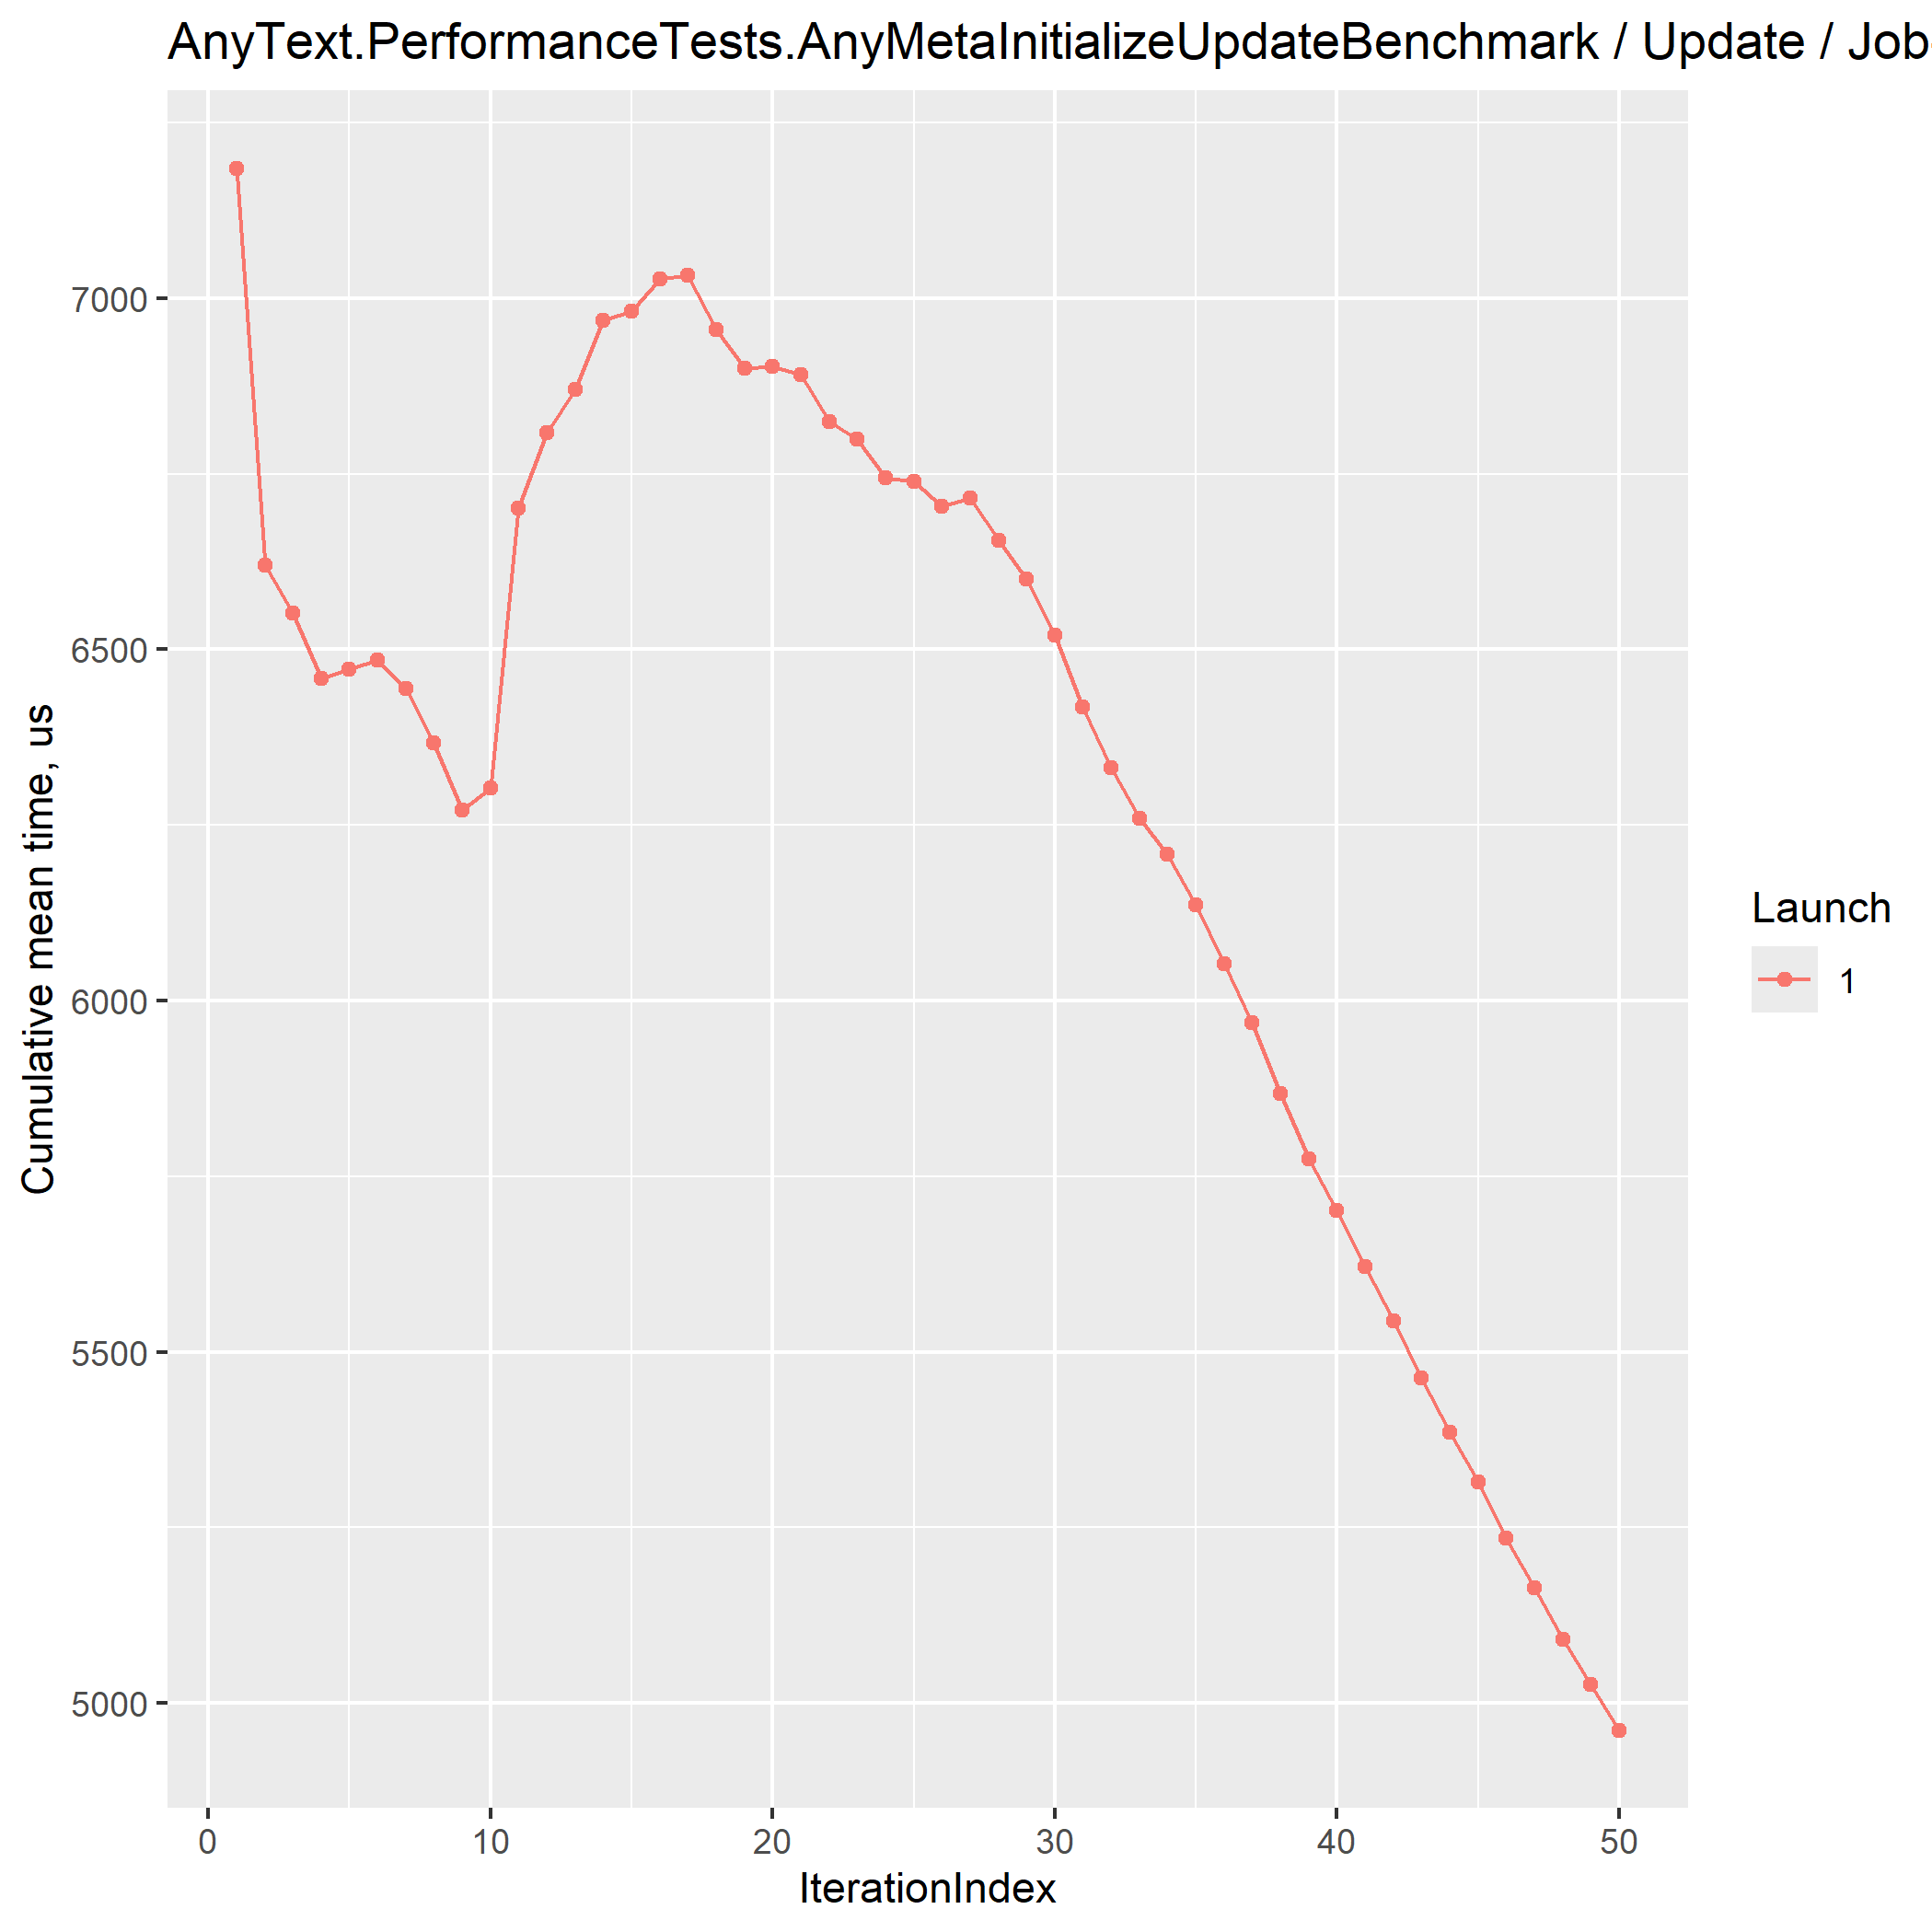 AnyText.PerformanceTests.AnyMetaInitializeUpdateBenchmark / Update / Job
7000
6500
6000
5500
5000
Cumulative mean time, us
0 10 20 30 40 50
IterationIndex
Launch
1